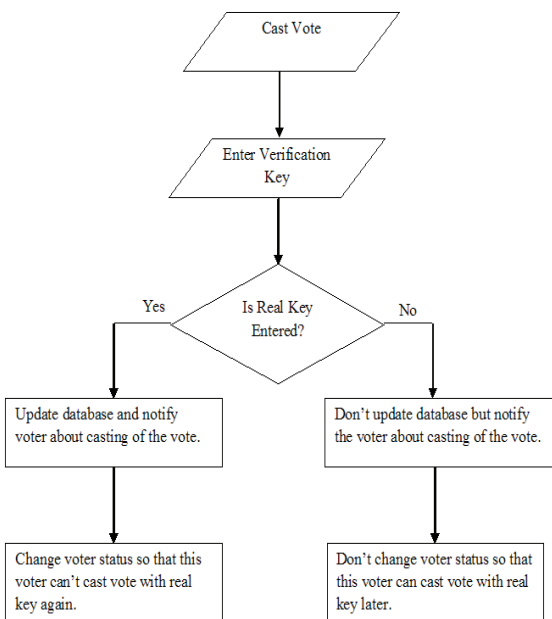 Cast Vote
Enter Verification
Key
Is Real Key
Entered?
Yes
No
Update database and notify
voter about casting of the vote.
Don't update database but notify
the voter about casting of the vote.
Change voter status so that this
voter can't cast vote with real
key again.
Don't change voter status so that
this voter can cast vote with real
key later.